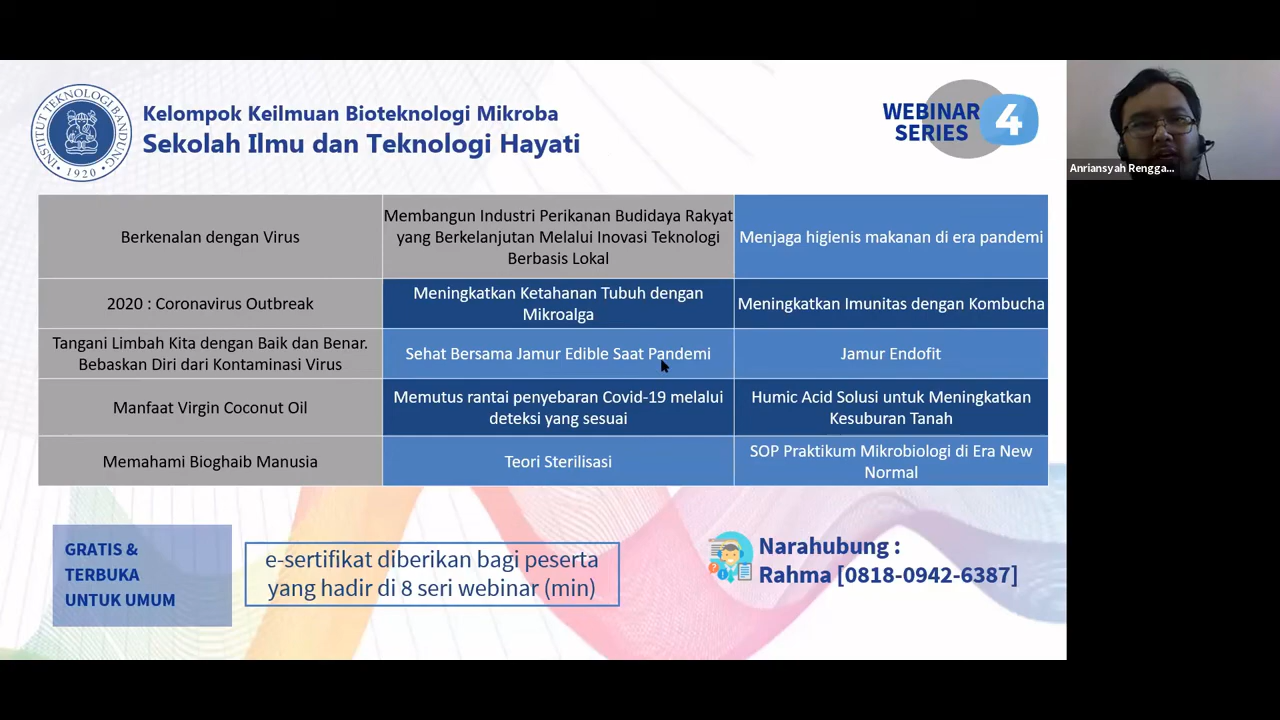 INSTITUT TEKNOLOGI BANDUNG
1920
Kelompok Keilmuan Bioteknologi Mikroba
Sekolah Ilmu dan Teknologi Hayati
WEBINAR
SERIES
4
Anriansyah Rengga...
Berkenalan dengan Virus
Membangun Industri Perikanan Budidaya Rakyat
yang Berkelanjutan Melalui Inovasi Teknologi
Berbasis Lokal
Menjaga higienis makanan di era pandemi
2020 : Coronavirus Outbreak
Meningkatkan Ketahanan Tubuh dengan
Mikroalga
Meningkatkan Imunitas dengan Kombucha
Tangani Limbah Kita dengan Baik dan Benar.
Bebaskan Diri dari Kontaminasi Virus
Sehat Bersama Jamur Edible Saat Pandemi
Jamur Endofit
Manfaat Virgin Coconut Oil
Memutus rantai penyebaran Covid-19 melalui
deteksi yang sesuai
Humic Acid Solusi untuk Meningkatkan
Kesuburan Tanah
Memahami Bioghaib Manusia
Teori Sterilisasi
SOP Praktikum Mikrobiologi di Era New
Normal
GRATIS &
TERBUKA
UNTUK UMUM
e-sertifikat diberikan bagi peserta
yang hadir di 8 seri webinar (min)
Narahubung :
Rahma [0818-0942-6387]